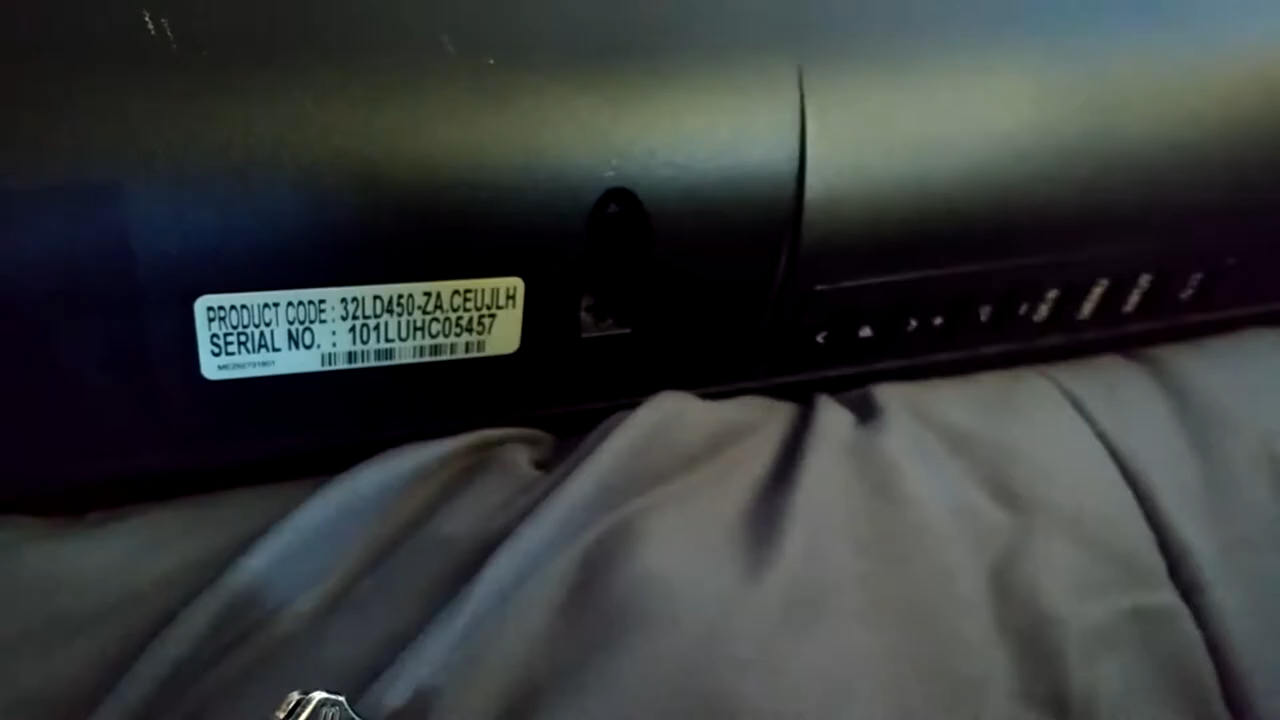 PRODUCT CODE : 32LD450-ZA.CEUJLH
SERIAL NO. : 101LUHC05457